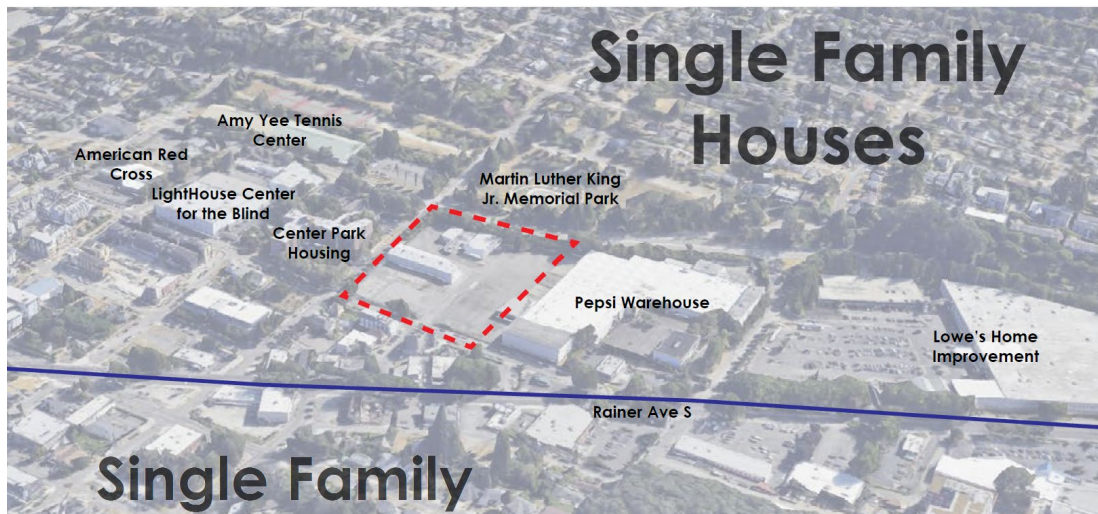 Single Family
Houses
Amy Yee Tennis
Center
American Red
Cross
LightHouse Center
for the Blind
Center Park
Housing
Martin Luther King
Jr. Memorial Park
Pepsi Warehouse
Lowe's Home
Improvement
Rainer Ave S
Single Family